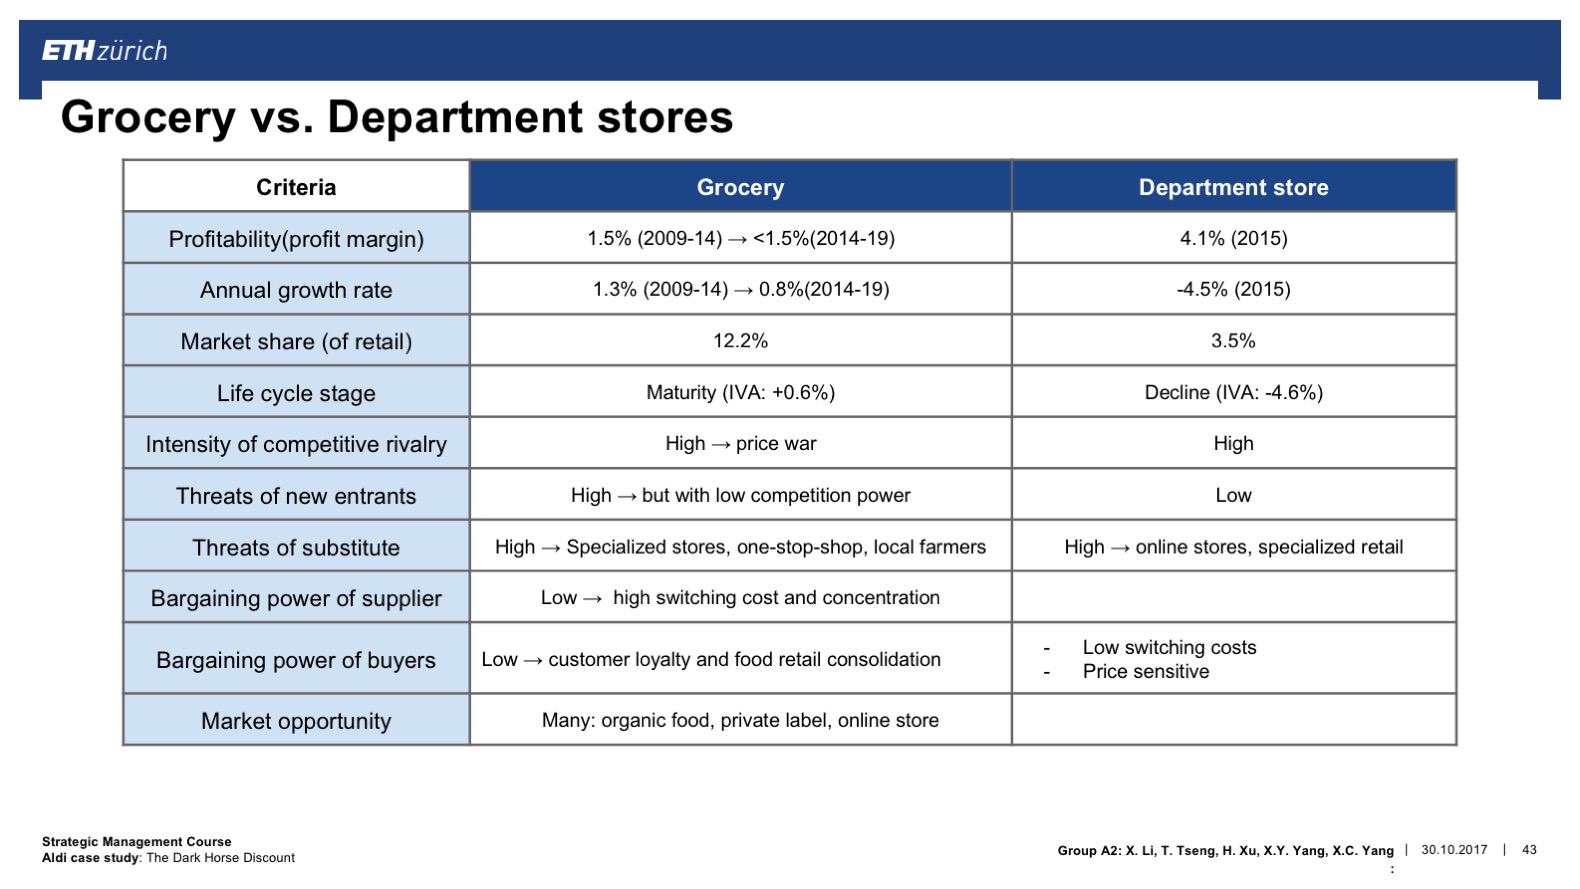 ETH zürich
Grocery vs. Department stores
Criteria Grocery Department store
Profitability(profit margin) 1.5% (2009-14) → <1.5%(2014-19) 4.1% (2015)
Annual growth rate 1.3% (2009-14) → 0.8%(2014-19) -4.5% (2015)
Market share (of retail) 12.2% 3.5%
Life cycle stage Maturity (IVA: +0.6%) Decline (IVA: -4.6%)
Intensity of competitive rivalry High → price war High
Threats of new entrants High → but with low competition power Low
Threats of substitute High → Specialized stores, one-stop-shop, local farmers High → online stores, specialized retail
Bargaining power of supplier Low → high switching cost and concentration
Bargaining power of buyers Low → customer loyalty and food retail consolidation - Low switching costs
- Price sensitive
Market opportunity Many: organic food, private label, online store
Strategic Management Course
Aldi case study: The Dark Horse Discount
Group A2: X. Li, T. Tseng, H. Xu, X.Y. Yang, X.C. Yang | 30.10.2017 | 43
: